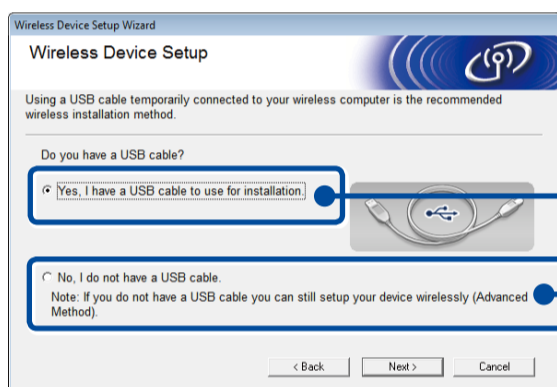 Wireless Device Setup Wizard
Wireless Device Setup
Using a USB cable temporarily connected to your wireless computer is the recommended
wireless installation method.
Do you have a USB cable?
Yes, I have a USB cable to use for installation.
No, I do not have a USB cable.
Note: If you do not have a USB cable you can still setup your device wirelessly (Advanced
Method).
< Back
Next >
Cancel